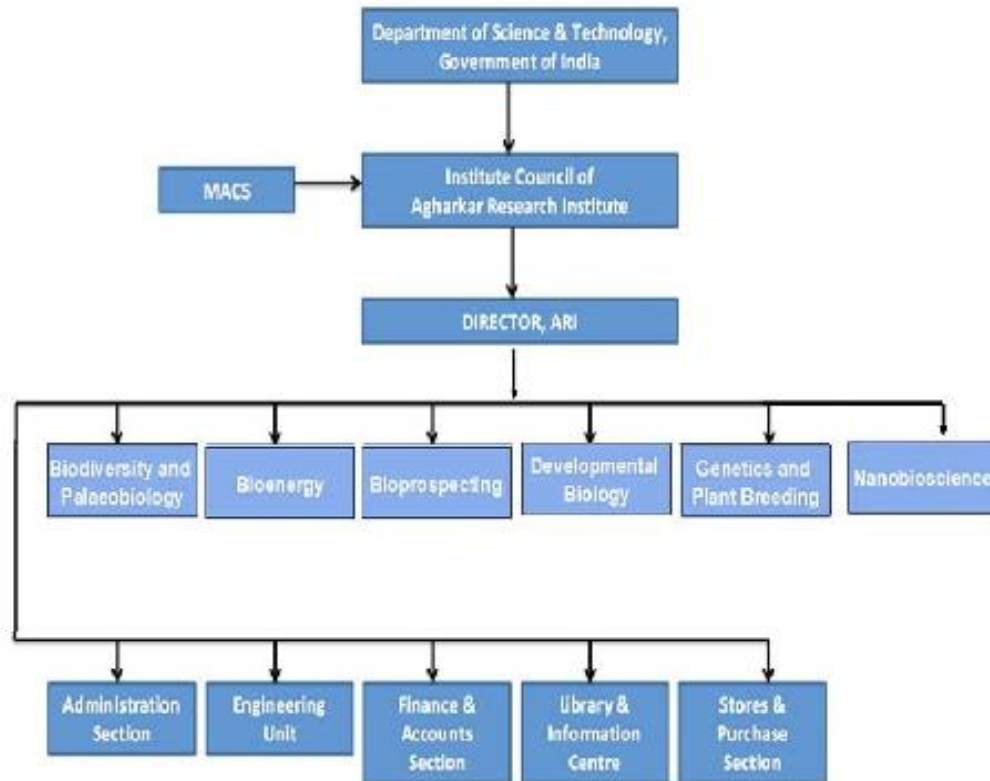 Department of Science & Technology,
Government of India
MACS
Institute Council of
Agharkar Research Institute
DIRECTOR, ARI
Biodiversity and
Palaeobiology
Bioenergy
Bioprospecting
Developmental
Biology
Genetics and
Plant Breeding
Nanobioscience
Administration
Section
Engineering
Unit
Finance &
Accounts
Section
Library &
Information
Centre
Stores &
Purchase
Section